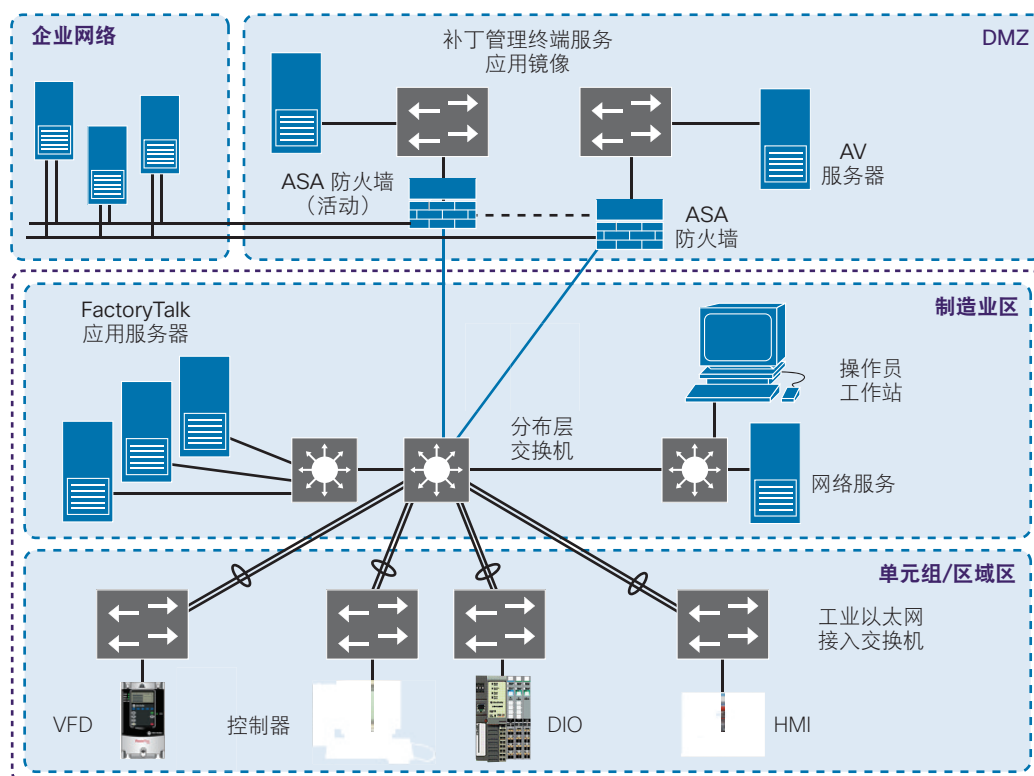 企业网络
DMZ
补丁管理终端服务
应用镜像
ASA 防火墙
（活动）
AV
服务器
ASA
防火墙
制造业区
FactoryTalk
应用服务器
操作员
工作站
分布层
交换机
网络服务
单元组/区域区
工业以太网
接入交换机
VFD
控制器
DIO
HMI